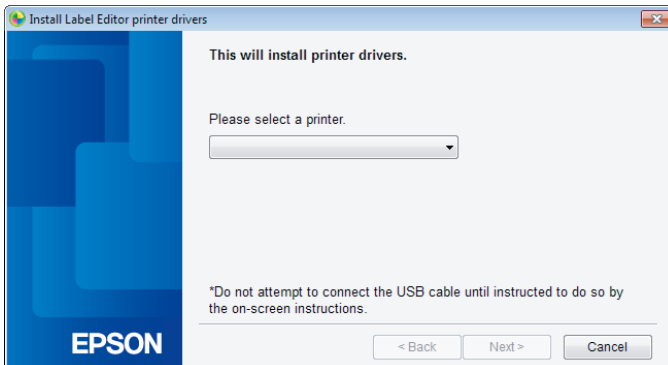 Install Label Editor printer drivers
This will install printer drivers.
Please select a printer.
*Do not attempt to connect the USB cable until instructed to do so by
the on-screen instructions.
EPSON
< Back Next > Cancel